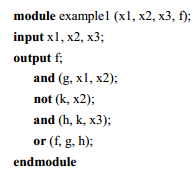 module example1 (x1, x2, x3, f);
input x1, x2, x3;
output f;
and (g, x1, x2);
not (k, x2);
and (h, k, x3);
or (f, g, h);
endmodule